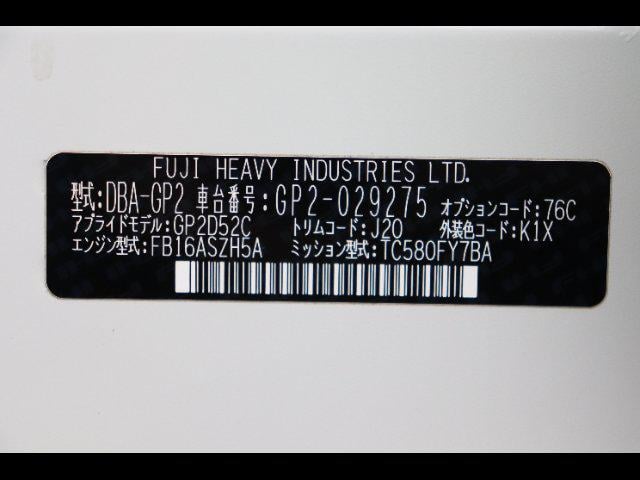 FUJI HEAVY INDUSTRIES LTD.
型式:DBA-GP2 車台番号:GP2-029275 オプションコード:76C
アプライドモデル:GP2D52C トリムコード:J20 外装色コード:K1X
エンジン型式:FB16ASZH5A ミッション型式:TC580FY7BA